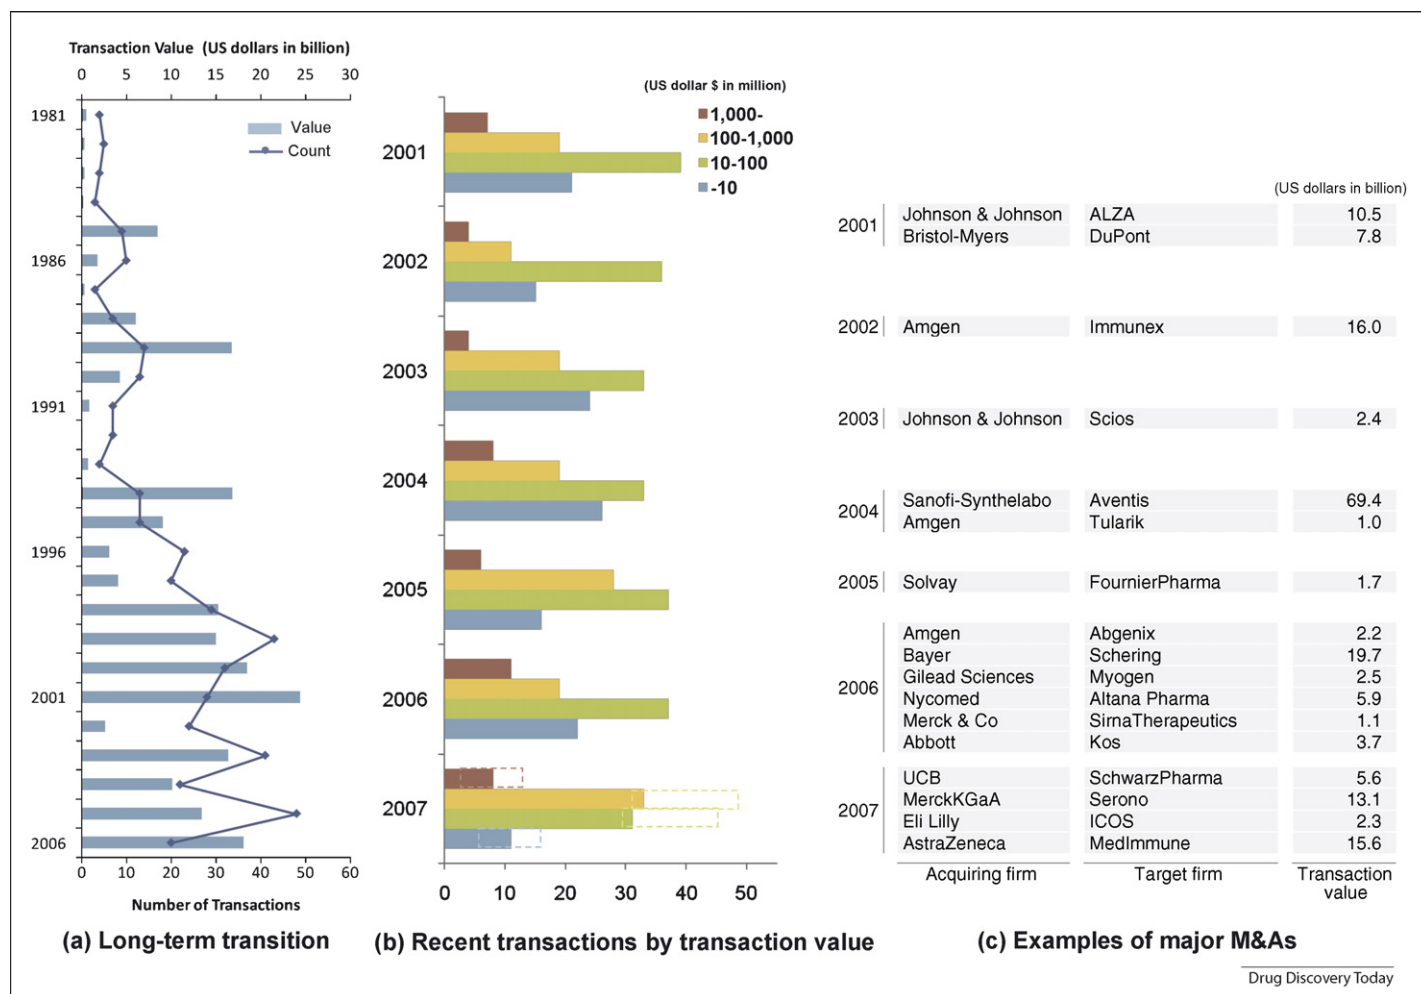 Transaction Value (US dollars in billion)
0 5 10 15 20 25 30
1981
1986
1991
1996
2001
2006
Value
Count
0 10 20 30 40 50 60
Number of Transactions
(a) Long-term transition
(US dollar $ in million)
1,000-
100-1,000
10-100
-10
2001
2002
2003
2004
2005
2006
2007
0 10 20 30 40 50
(b) Recent transactions by transaction value
(US dollars in billion)
2001
Johnson & Johnson ALZA 10.5
Bristol-Myers DuPont 7.8
2002
Amgen Immunex 16.0
2003
Johnson & Johnson Scios 2.4
2004
Sanofi-Synthelabo Aventis 69.4
Amgen Tularik 1.0
2005
Solvay FournierPharma 1.7
2006
Amgen Abgenix 2.2
Bayer Schering 19.7
Gilead Sciences Myogen 2.5
Nycomed Altana Pharma 5.9
Merck & Co SirnaTherapeutics 1.1
Abbott Kos 3.7
2007
UCB SchwarzPharma 5.6
MerckKGaA Serono 13.1
Eli Lilly ICOS 2.3
AstraZeneca MedImmune 15.6
Acquiring firm Target firm Transaction
value
(c) Examples of major M&As
Drug Discovery Today